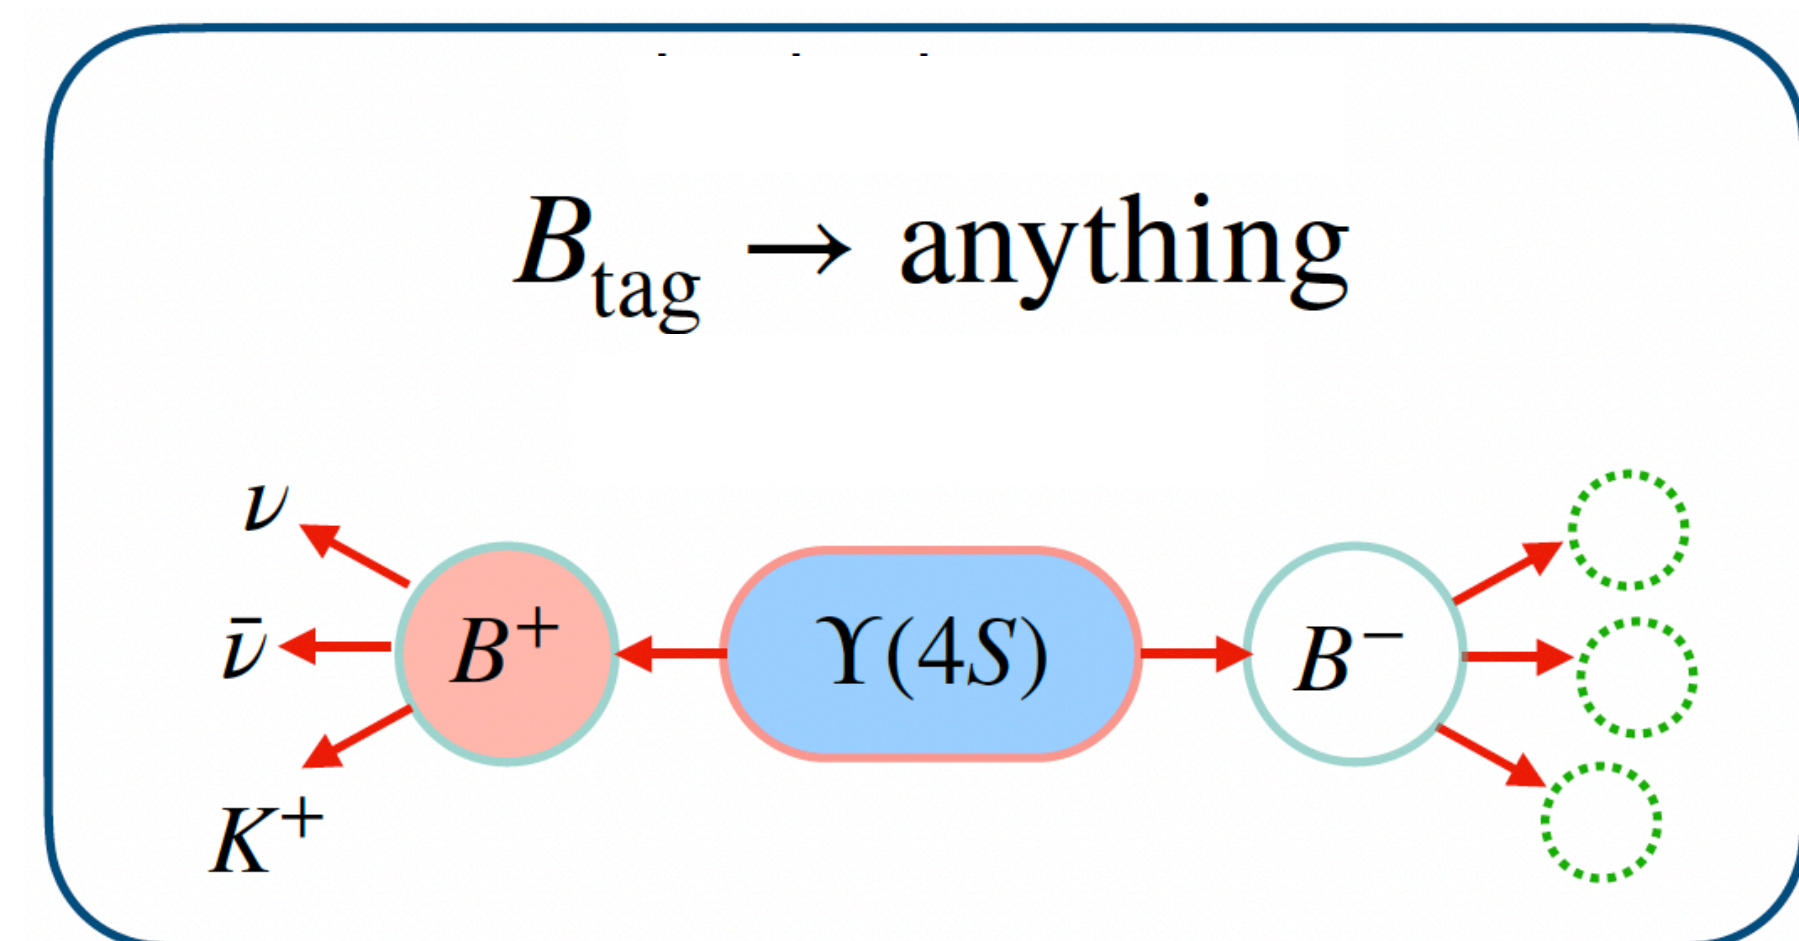 B_tag → anything
ν
ν̄
K⁺
B⁺
Υ(4S)
B⁻